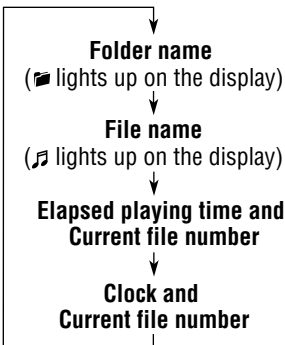 Folder name
( lights up on the display)
File name
( lights up on the display)
Elapsed playing time and
Current file number
Clock and
Current file number